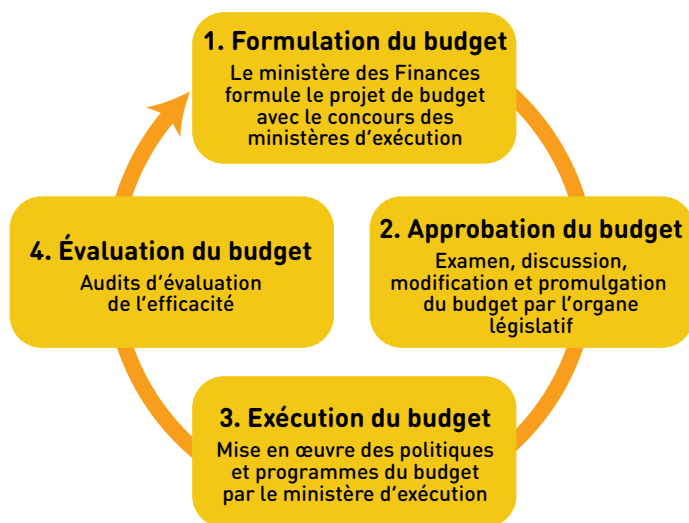 1. Formulation du budget
Le ministère des Finances
formule le projet de budget
avec le concours des
ministères d’exécution
2. Approbation du budget
Examen, discussion,
modification et promulgation
du budget par l’organe
législatif
3. Exécution du budget
Mise en œuvre des politiques
et programmes du budget
par le ministère d’exécution
4. Évaluation du budget
Audits d’évaluation
de l’efficacité